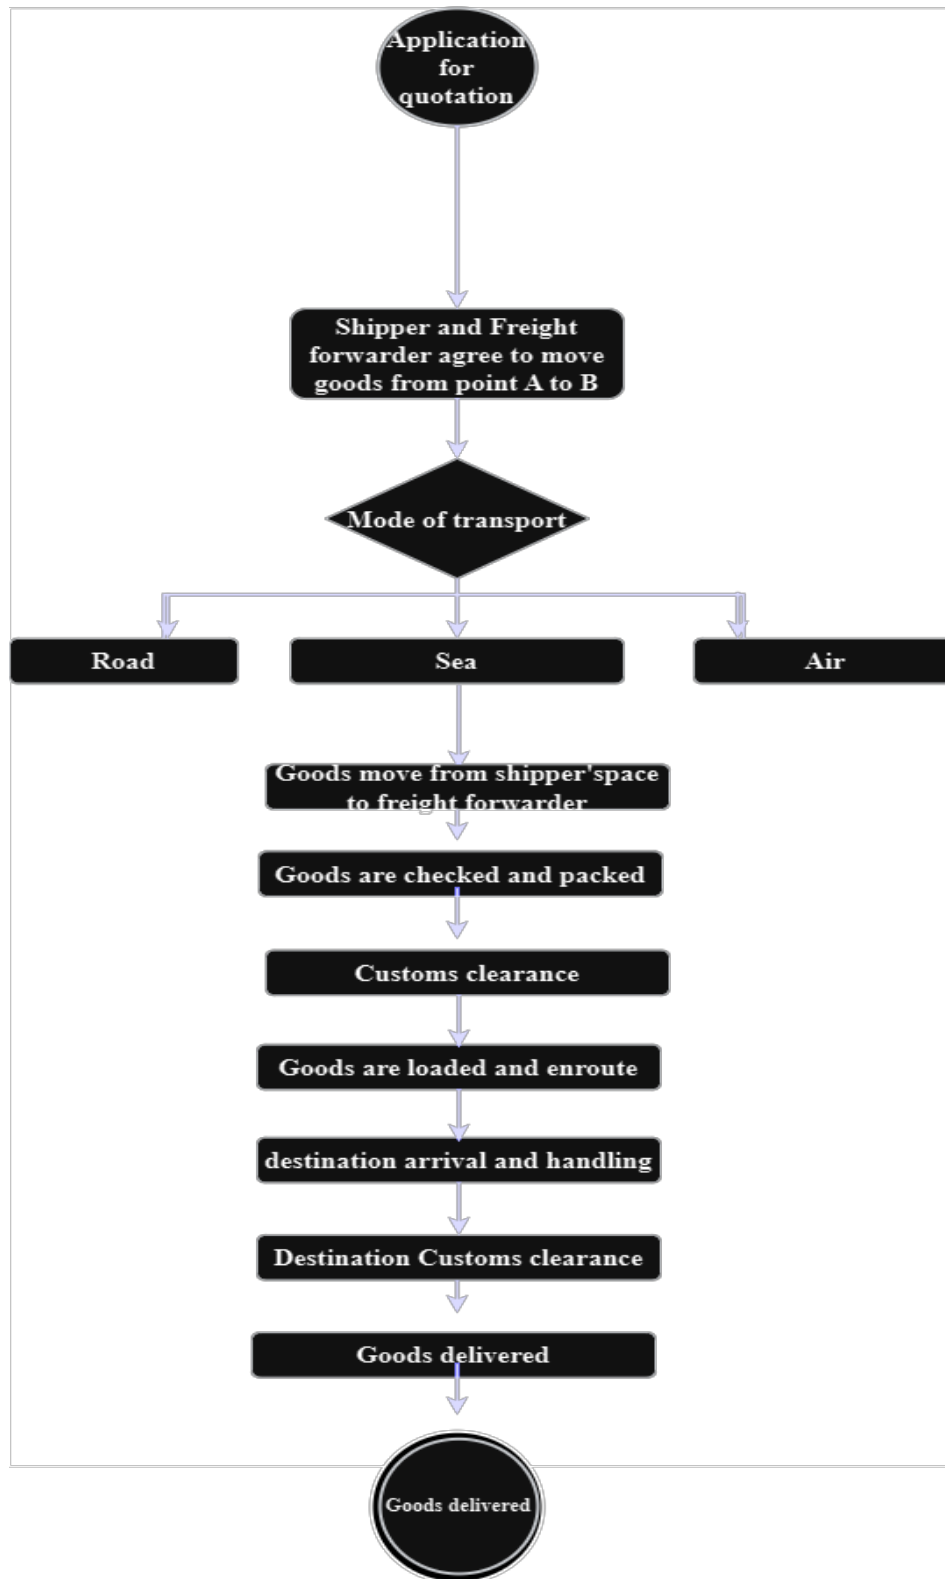 Application
for
quotation
Shipper and Freight
forwarder agree to move
goods from point A to B
Mode of transport
Road
Sea
Air
Goods move from shipper'space
to freight forwarder
Goods are checked and packed
Customs clearance
Goods are loaded and enroute
destination arrival and handling
Destination Customs clearance
Goods delivered
Goods delivered